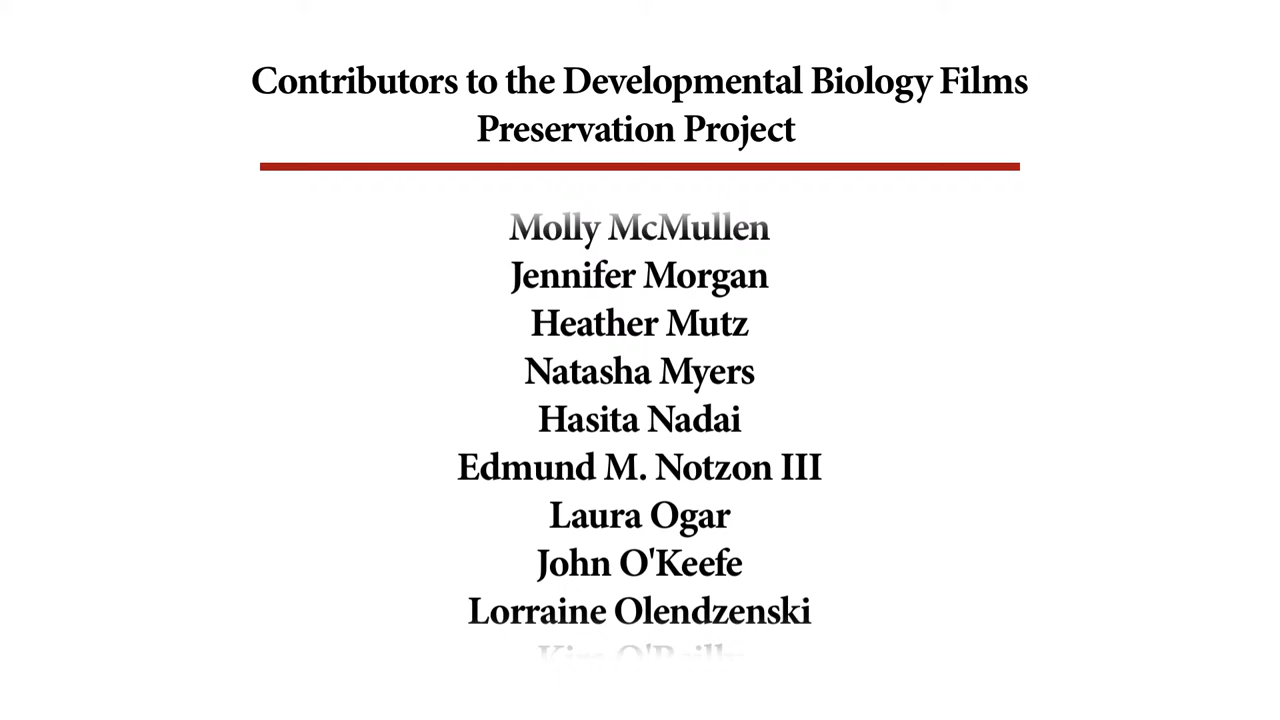 Contributors to the Developmental Biology Films
Preservation Project
Molly McMullen
Jennifer Morgan
Heather Mutz
Natasha Myers
Hasita Nadai
Edmund M. Notzon III
Laura Ogar
John O'Keefe
Lorraine Olendzenski
O'Reilly